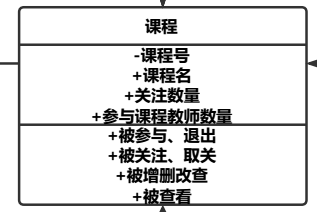 课程
-课程号
+课程名
+关注数量
+参与课程教师数量
+被参与、退出
+被关注、取关
+被增删改查
+被查看